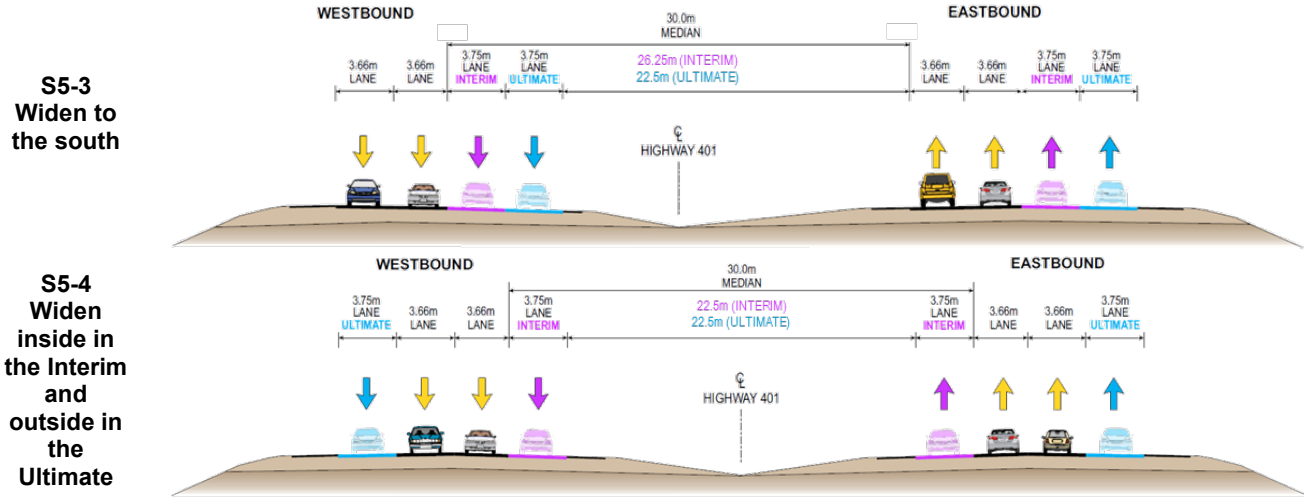 S5-3
Widen to
the south
WESTBOUND
30.0m
MEDIAN
EASTBOUND
3.66m
LANE
3.66m
LANE
3.75m
LANE
INTERIM
3.75m
LANE
ULTIMATE
26.25m (INTERIM)
22.5m (ULTIMATE)
3.66m
LANE
3.66m
LANE
3.75m
LANE
INTERIM
3.75m
LANE
ULTIMATE
℄
HIGHWAY 401
S5-4
Widen
inside in
the Interim
and
outside in
the
Ultimate
WESTBOUND
30.0m
MEDIAN
EASTBOUND
3.75m
LANE
ULTIMATE
3.66m
LANE
3.66m
LANE
3.75m
LANE
INTERIM
22.5m (INTERIM)
22.5m (ULTIMATE)
3.75m
LANE
INTERIM
3.66m
LANE
3.66m
LANE
3.75m
LANE
ULTIMATE
℄
HIGHWAY 401